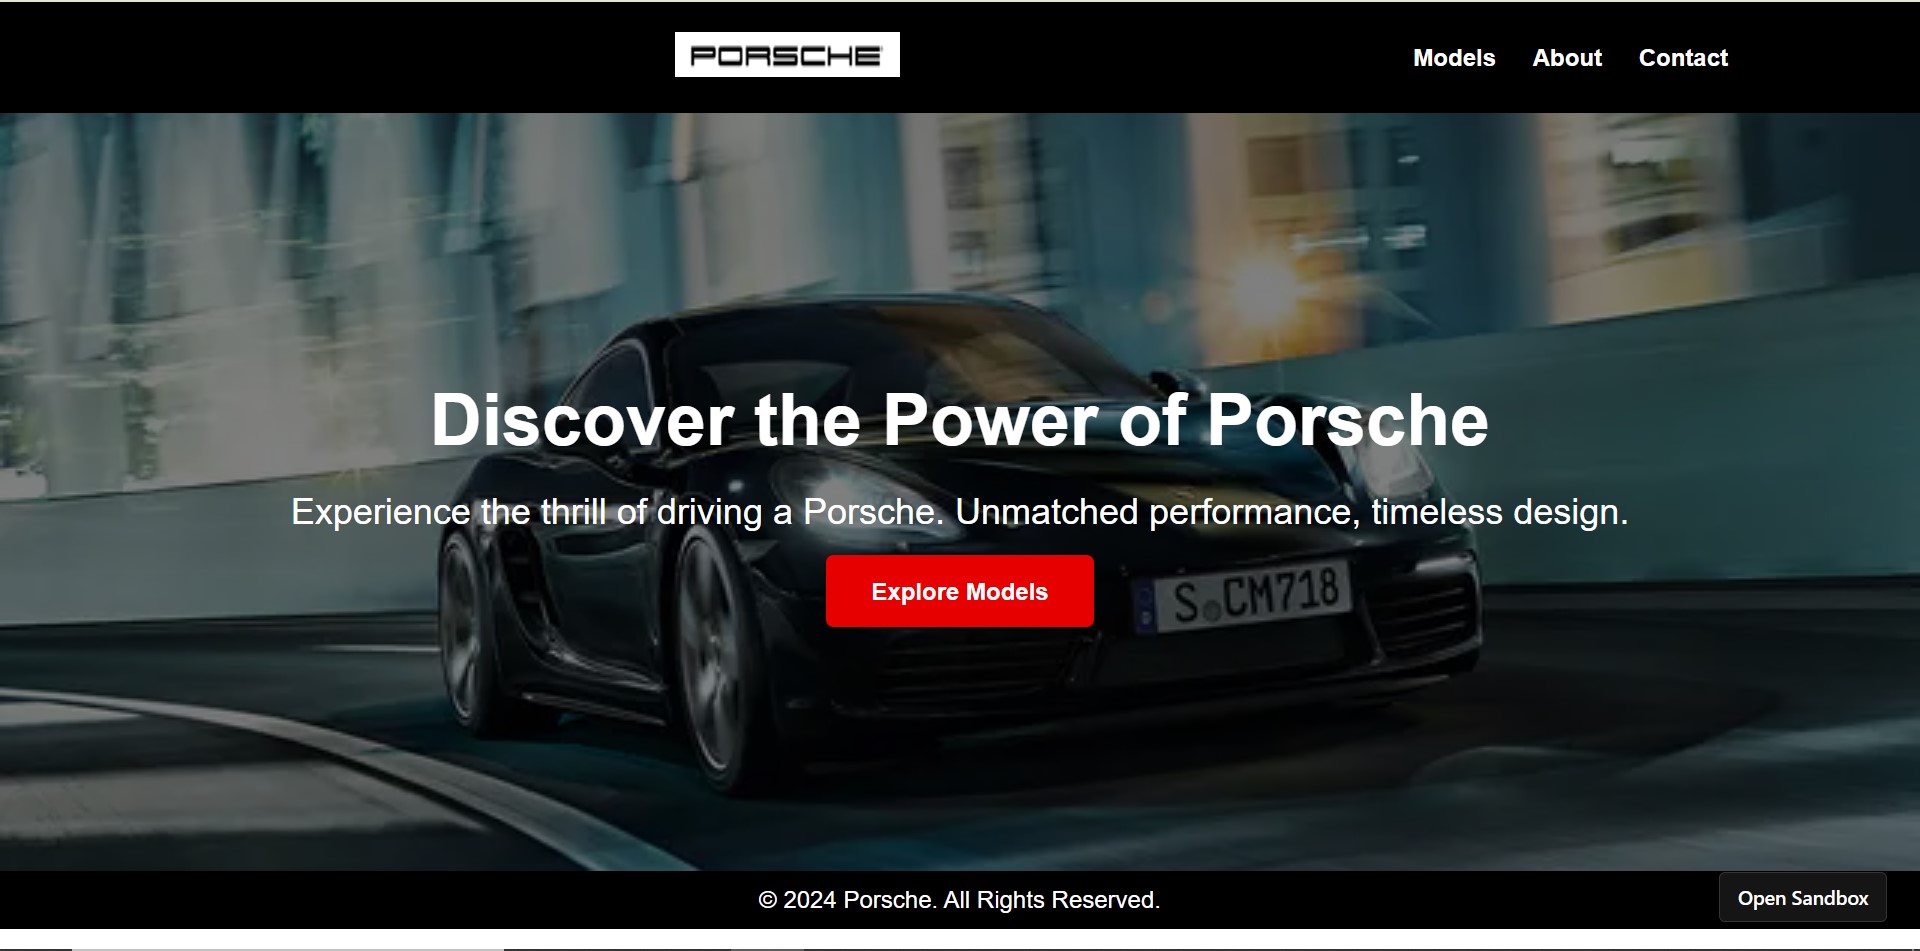 PORSCHE
Models About Contact
Discover the Power of Porsche
Experience the thrill of driving a Porsche. Unmatched performance, timeless design.
Explore Models
S CM718
© 2024 Porsche. All Rights Reserved.
Open Sandbox